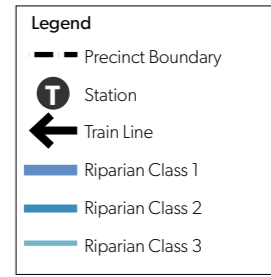 Legend
Precinct Boundary
T Station
Train Line
Riparian Class 1
Riparian Class 2
Riparian Class 3